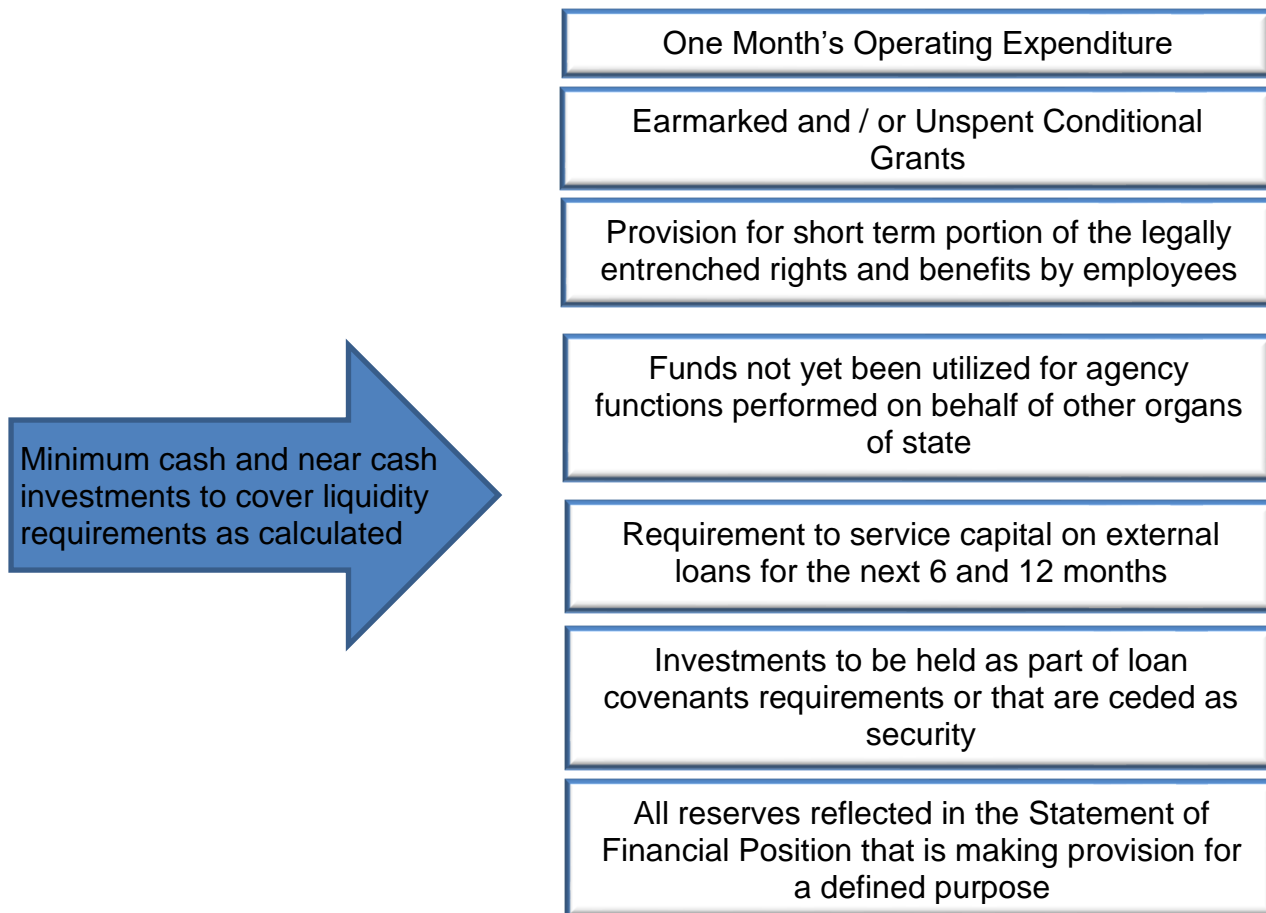 One Month's Operating Expenditure
Earmarked and / or Unspent Conditional
Grants
Provision for short term portion of the legally
entrenched rights and benefits by employees
Funds not yet been utilized for agency
functions performed on behalf of other organs
of state
Minimum cash and near cash
investments to cover liquidity
requirements as calculated
Requirement to service capital on external
loans for the next 6 and 12 months
Investments to be held as part of loan
covenants requirements or that are ceded as
security
All reserves reflected in the Statement of
Financial Position that is making provision for
a defined purpose